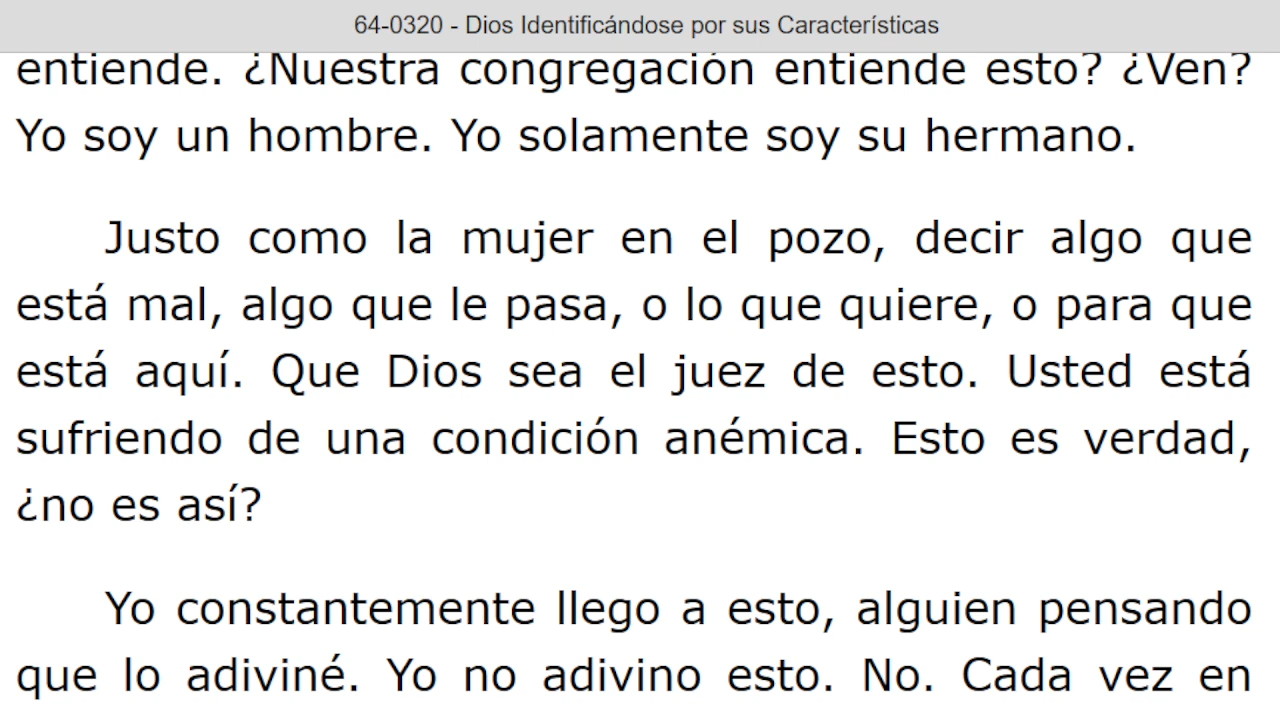 64-0320 - Dios Identificándose por sus Características
entiende. ¿Nuestra congregación entiende esto? ¿Ven?
Yo soy un hombre. Yo solamente soy su hermano.
Justo como la mujer en el pozo, decir algo que
está mal, algo que le pasa, o lo que quiere, o para que
está aquí. Que Dios sea el juez de esto. Usted está
sufriendo de una condición anémica. Esto es verdad,
¿no es así?
Yo constantemente llego a esto, alguien pensando
que lo adiviné. Yo no adivino esto. No. Cada vez en